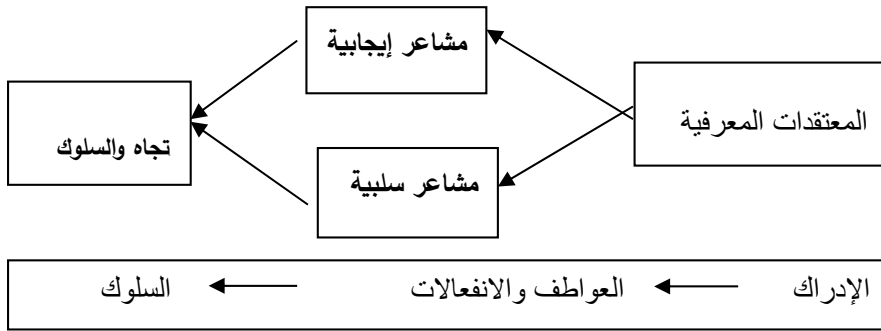 مشاعر إيجابية
المعتقدات المعرفية
تجاه والسلوك
مشاعر سلبية
الإدراك العواطف والانفعالات السلوك